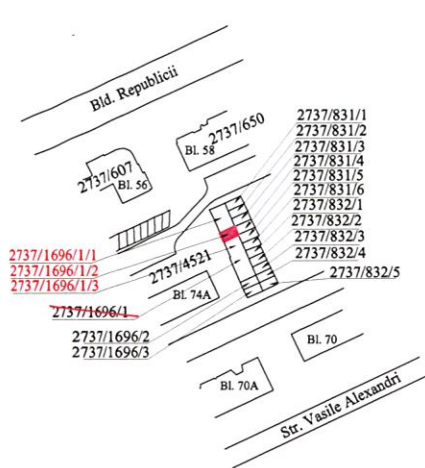 Bld. Republicii
2737/650
Bl. 58
2737/607
Bl. 56
2737/831/1
2737/831/2
2737/831/3
2737/831/4
2737/831/5
2737/831/6
2737/832/1
2737/832/2
2737/832/3
2737/832/4
2737/832/5
2737/1696/1/1
2737/1696/1/2
2737/1696/1/3
2737/4521
Bl. 74A
2737/1696/1
2737/1696/2
2737/1696/3
Bl. 70
Bl. 70A
Str. Vasile Alexandri